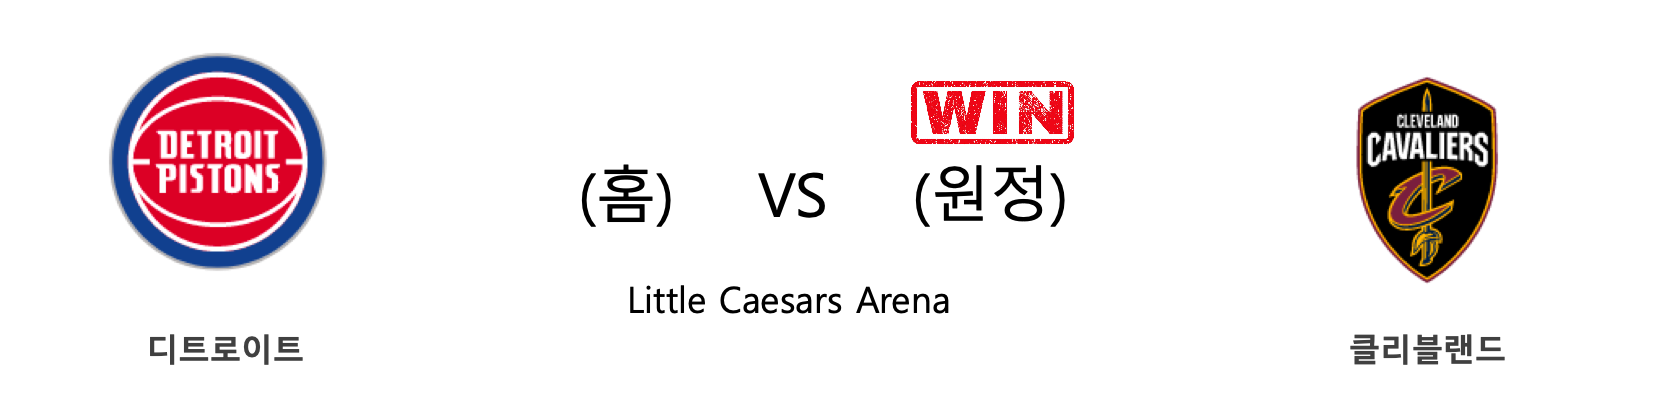 DETROIT
PISTONS
디트로이트
(홈) VS (원정)
WIN
Little Caesars Arena
CLEVELAND
CAVALIERS
클리블랜드